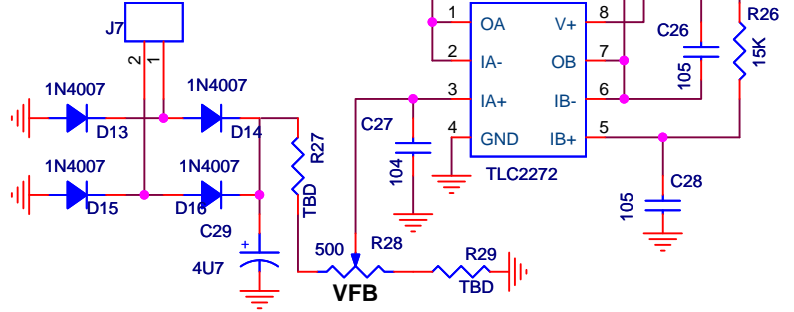 J7
2
1
1N4007
1N4007
D13
D14
1N4007
1N4007
D15
D16
C29
+
4U7
R27
TBD
500
R28
VFB
R29
TBD
C27
104
1
2
3
4
OA
IA-
IA+
GND
V+
OB
IB-
IB+
8
7
6
5
TLC2272
C26
105
R26
15K
C28
105